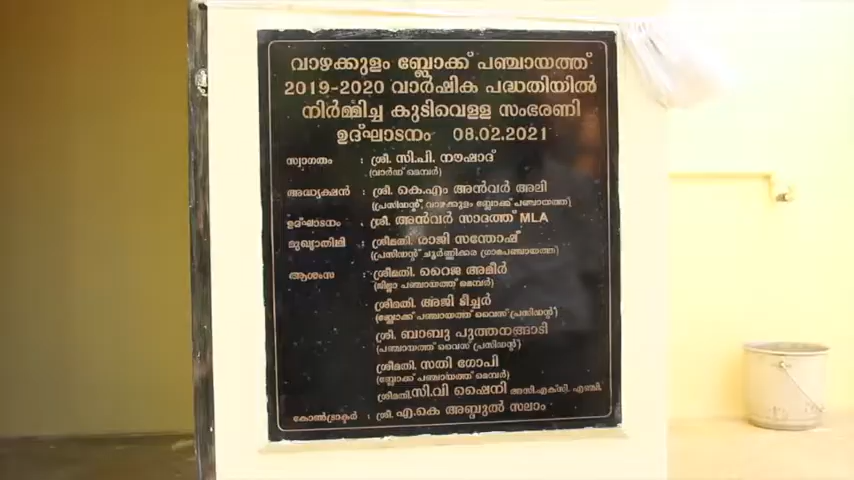 വാഴക്കുളം ബ്ലോക്ക് പഞ്ചായത്ത്
2019-2020 വാർഷിക പദ്ധതിയിൽ
നിർമ്മിച്ച കുടിവെള്ള സംഭരണി
ഉദ്ഘാടനം 08.02.2021
സ്വാഗതം : ശ്രീ. സി.പി. നൗഷാദ്
(വാർഡ് മെമ്പർ)
അദ്ധ്യക്ഷൻ : ശ്രീ. കെ.എം അൻവർ അലി
(പ്രസിഡന്റ്, വാഴക്കുളം ബ്ലോക്ക് പഞ്ചായത്ത്)
ഉദ്ഘാടനം : ശ്രീ. അൻവർ സാദത്ത് MLA
മുഖ്യാതിഥി : ശ്രീമതി. രാജി സന്തോഷ്
(പ്രസിഡന്റ് ചൂർണ്ണിക്കര ഗ്രാമപഞ്ചായത്ത്)
ആശംസ : ശ്രീമതി. റൈജ അമീർ
(ജില്ലാ പഞ്ചായത്ത് മെമ്പർ)
ശ്രീമതി. അജി ടീച്ചർ
(ബ്ലോക്ക് പഞ്ചായത്ത് വൈസ് പ്രസിഡന്റ്)
ശ്രീ. ബാബു പുത്തനങ്ങാടി
(പഞ്ചായത്ത് വൈസ് പ്രസിഡന്റ്)
ശ്രീമതി. സതി ഗോപി
(ബ്ലോക്ക് പഞ്ചായത്ത് മെമ്പർ)
ശ്രീമതി. സി.വി ഷൈനി അസി.എക്സി. എഞ്ചി.
കോൺട്രാക്ടർ : ശ്രീ. എ.കെ അബ്ദുൽ സലാം